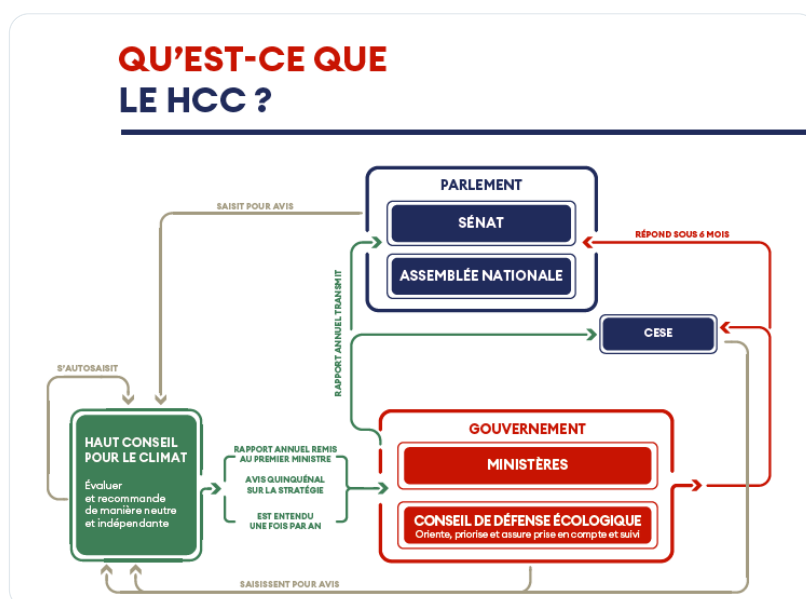 QU'EST-CE QUE
LE HCC ?
PARLEMENT
SAISIT POUR AVIS
SÉNAT
RÉPOND SOUS 6 MOIS
ASSEMBLÉE NATIONALE
RAPPORT ANNUEL TRANSMIT
CESE
S'AUTOSAISIT
HAUT CONSEIL
POUR LE CLIMAT
Évaluer
et recommande
de manière neutre
et indépendante
RAPPORT ANNUEL REMIS
AU PREMIER MINISTRE
AVIS QUINQUÉNAL
SUR LA STRATÉGIE
EST ENTENDU
UNE FOIS PAR AN
GOUVERNEMENT
MINISTÈRES
CONSEIL DE DÉFENSE ÉCOLOGIQUE
Oriente, priorise et assure prise en compte et suivi
SAISISSENT POUR AVIS